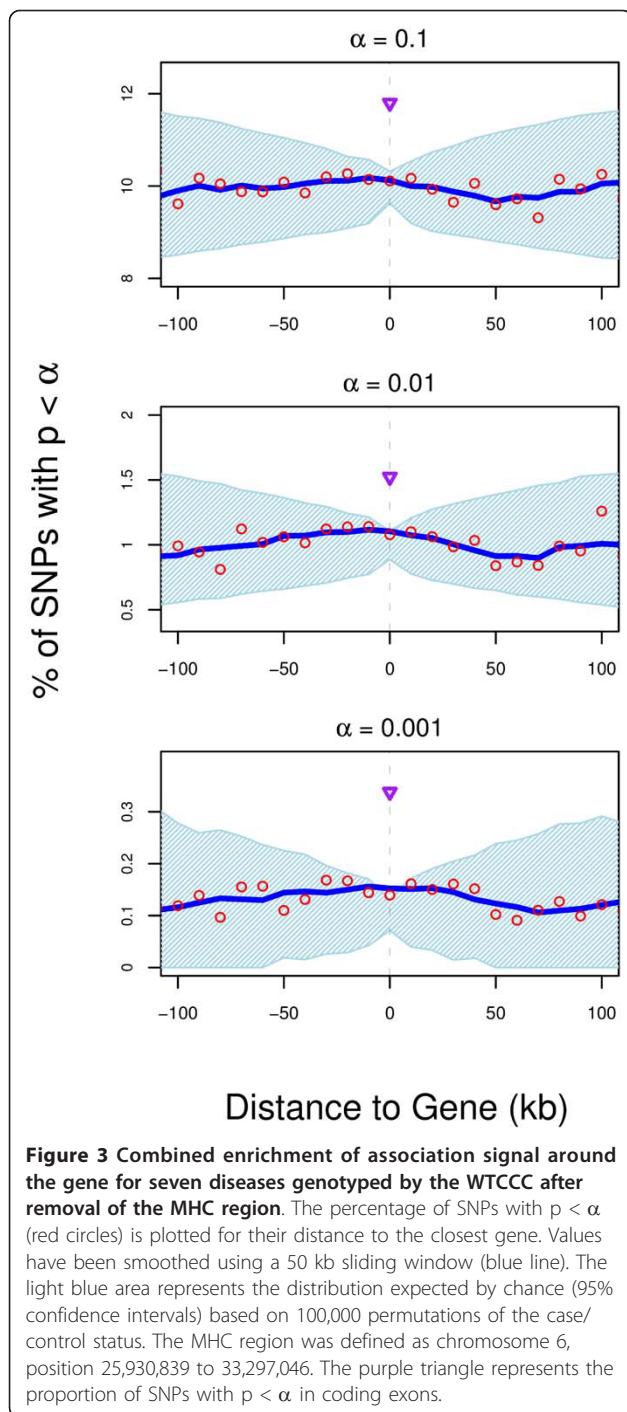 α = 0.1
12
10
8
−100 −50 0 50 100
α = 0.01
2
1.5
1
0.5
−100 −50 0 50 100
α = 0.001
0.3
0.2
0.1
0
−100 −50 0 50 100
% of SNPs with p < α
Distance to Gene (kb)
Figure 3 Combined enrichment of association signal around
the gene for seven diseases genotyped by the WTCCC after
removal of the MHC region. The percentage of SNPs with p < α
(red circles) is plotted for their distance to the closest gene. Values
have been smoothed using a 50 kb sliding window (blue line). The
light blue area represents the distribution expected by chance (95%
confidence intervals) based on 100,000 permutations of the case/
control status. The MHC region was defined as chromosome 6,
position 25,930,839 to 33,297,046. The purple triangle represents the
proportion of SNPs with p < α in coding exons.